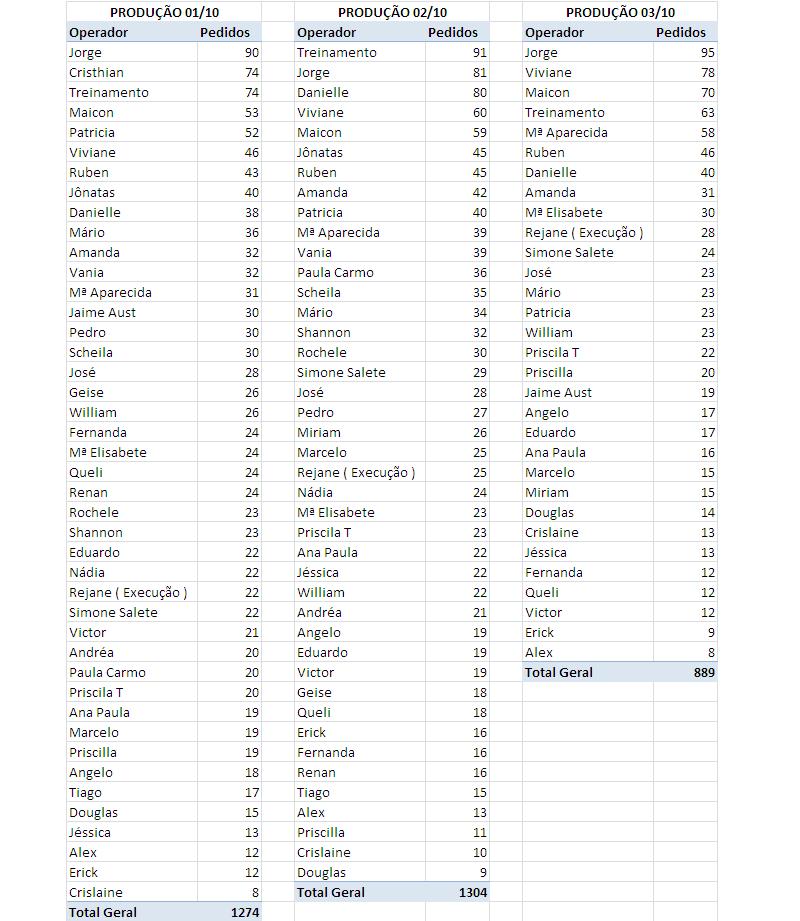 PRODUÇÃO 01/10 PRODUÇÃO 02/10 PRODUÇÃO 03/10
Operador Pedidos Operador Pedidos Operador Pedidos
Jorge 90 Treinamento 91 Jorge 95
Cristhian 74 Jorge 81 Viviane 78
Treinamento 74 Danielle 80 Maicon 70
Maicon 53 Viviane 60 Treinamento 63
Patricia 52 Maicon 59 Mª Aparecida 58
Viviane 46 Jônatas 45 Ruben 46
Ruben 43 Ruben 45 Danielle 40
Jônatas 40 Amanda 42 Amanda 31
Danielle 38 Patricia 40 Mª Elisabete 30
Mário 36 Mª Aparecida 39 Rejane ( Execução ) 28
Amanda 32 Vania 39 Simone Salete 24
Vania 32 Paula Carmo 36 José 23
Mª Aparecida 31 Scheila 35 Mário 23
Jaime Aust 30 Mário 34 Patricia 23
Pedro 30 Shannon 32 William 23
Scheila 30 Rochele 30 Priscila T 22
José 28 Simone Salete 29 Priscilla 20
Geise 26 José 28 Jaime Aust 19
William 26 Pedro 27 Angelo 17
Fernanda 24 Miriam 26 Eduardo 17
Mª Elisabete 24 Marcelo 25 Ana Paula 16
Queli 24 Rejane ( Execução ) 25 Marcelo 15
Renan 24 Nádia 24 Miriam 15
Rochele 23 Mª Elisabete 23 Douglas 14
Shannon 23 Priscila T 23 Crislaine 13
Eduardo 22 Ana Paula 22 Jéssica 13
Nádia 22 Jéssica 22 Fernanda 12
Rejane ( Execução ) 22 William 22 Queli 12
Simone Salete 22 Andréa 21 Victor 12
Victor 21 Angelo 19 Erick 9
Andréa 20 Eduardo 19 Alex 8
Paula Carmo 20 Victor 19 Total Geral 889
Priscila T 20 Geise 18
Ana Paula 19 Queli 18
Marcelo 19 Erick 16
Priscilla 19 Fernanda 16
Angelo 18 Renan 16
Tiago 17 Tiago 15
Douglas 15 Alex 13
Jéssica 13 Priscilla 11
Alex 12 Crislaine 10
Erick 12 Douglas 9
Crislaine 8 Total Geral 1304
Total Geral 1274